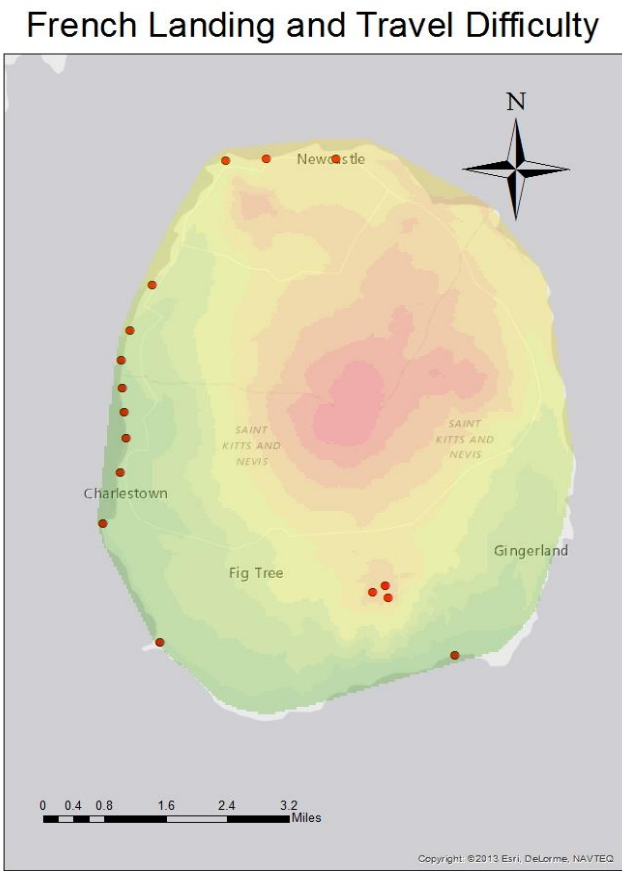 French Landing and Travel Difficulty
N
Newcastle
SAINT
KITTS AND
NEVIS
SAINT
KITTS AND
NEVIS
Charlestown
Gingerland
Fig Tree
0 0.4 0.8 1.6 2.4 3.2
Miles
Copyright: ©2013 Esri, DeLorme, NAVTEQ